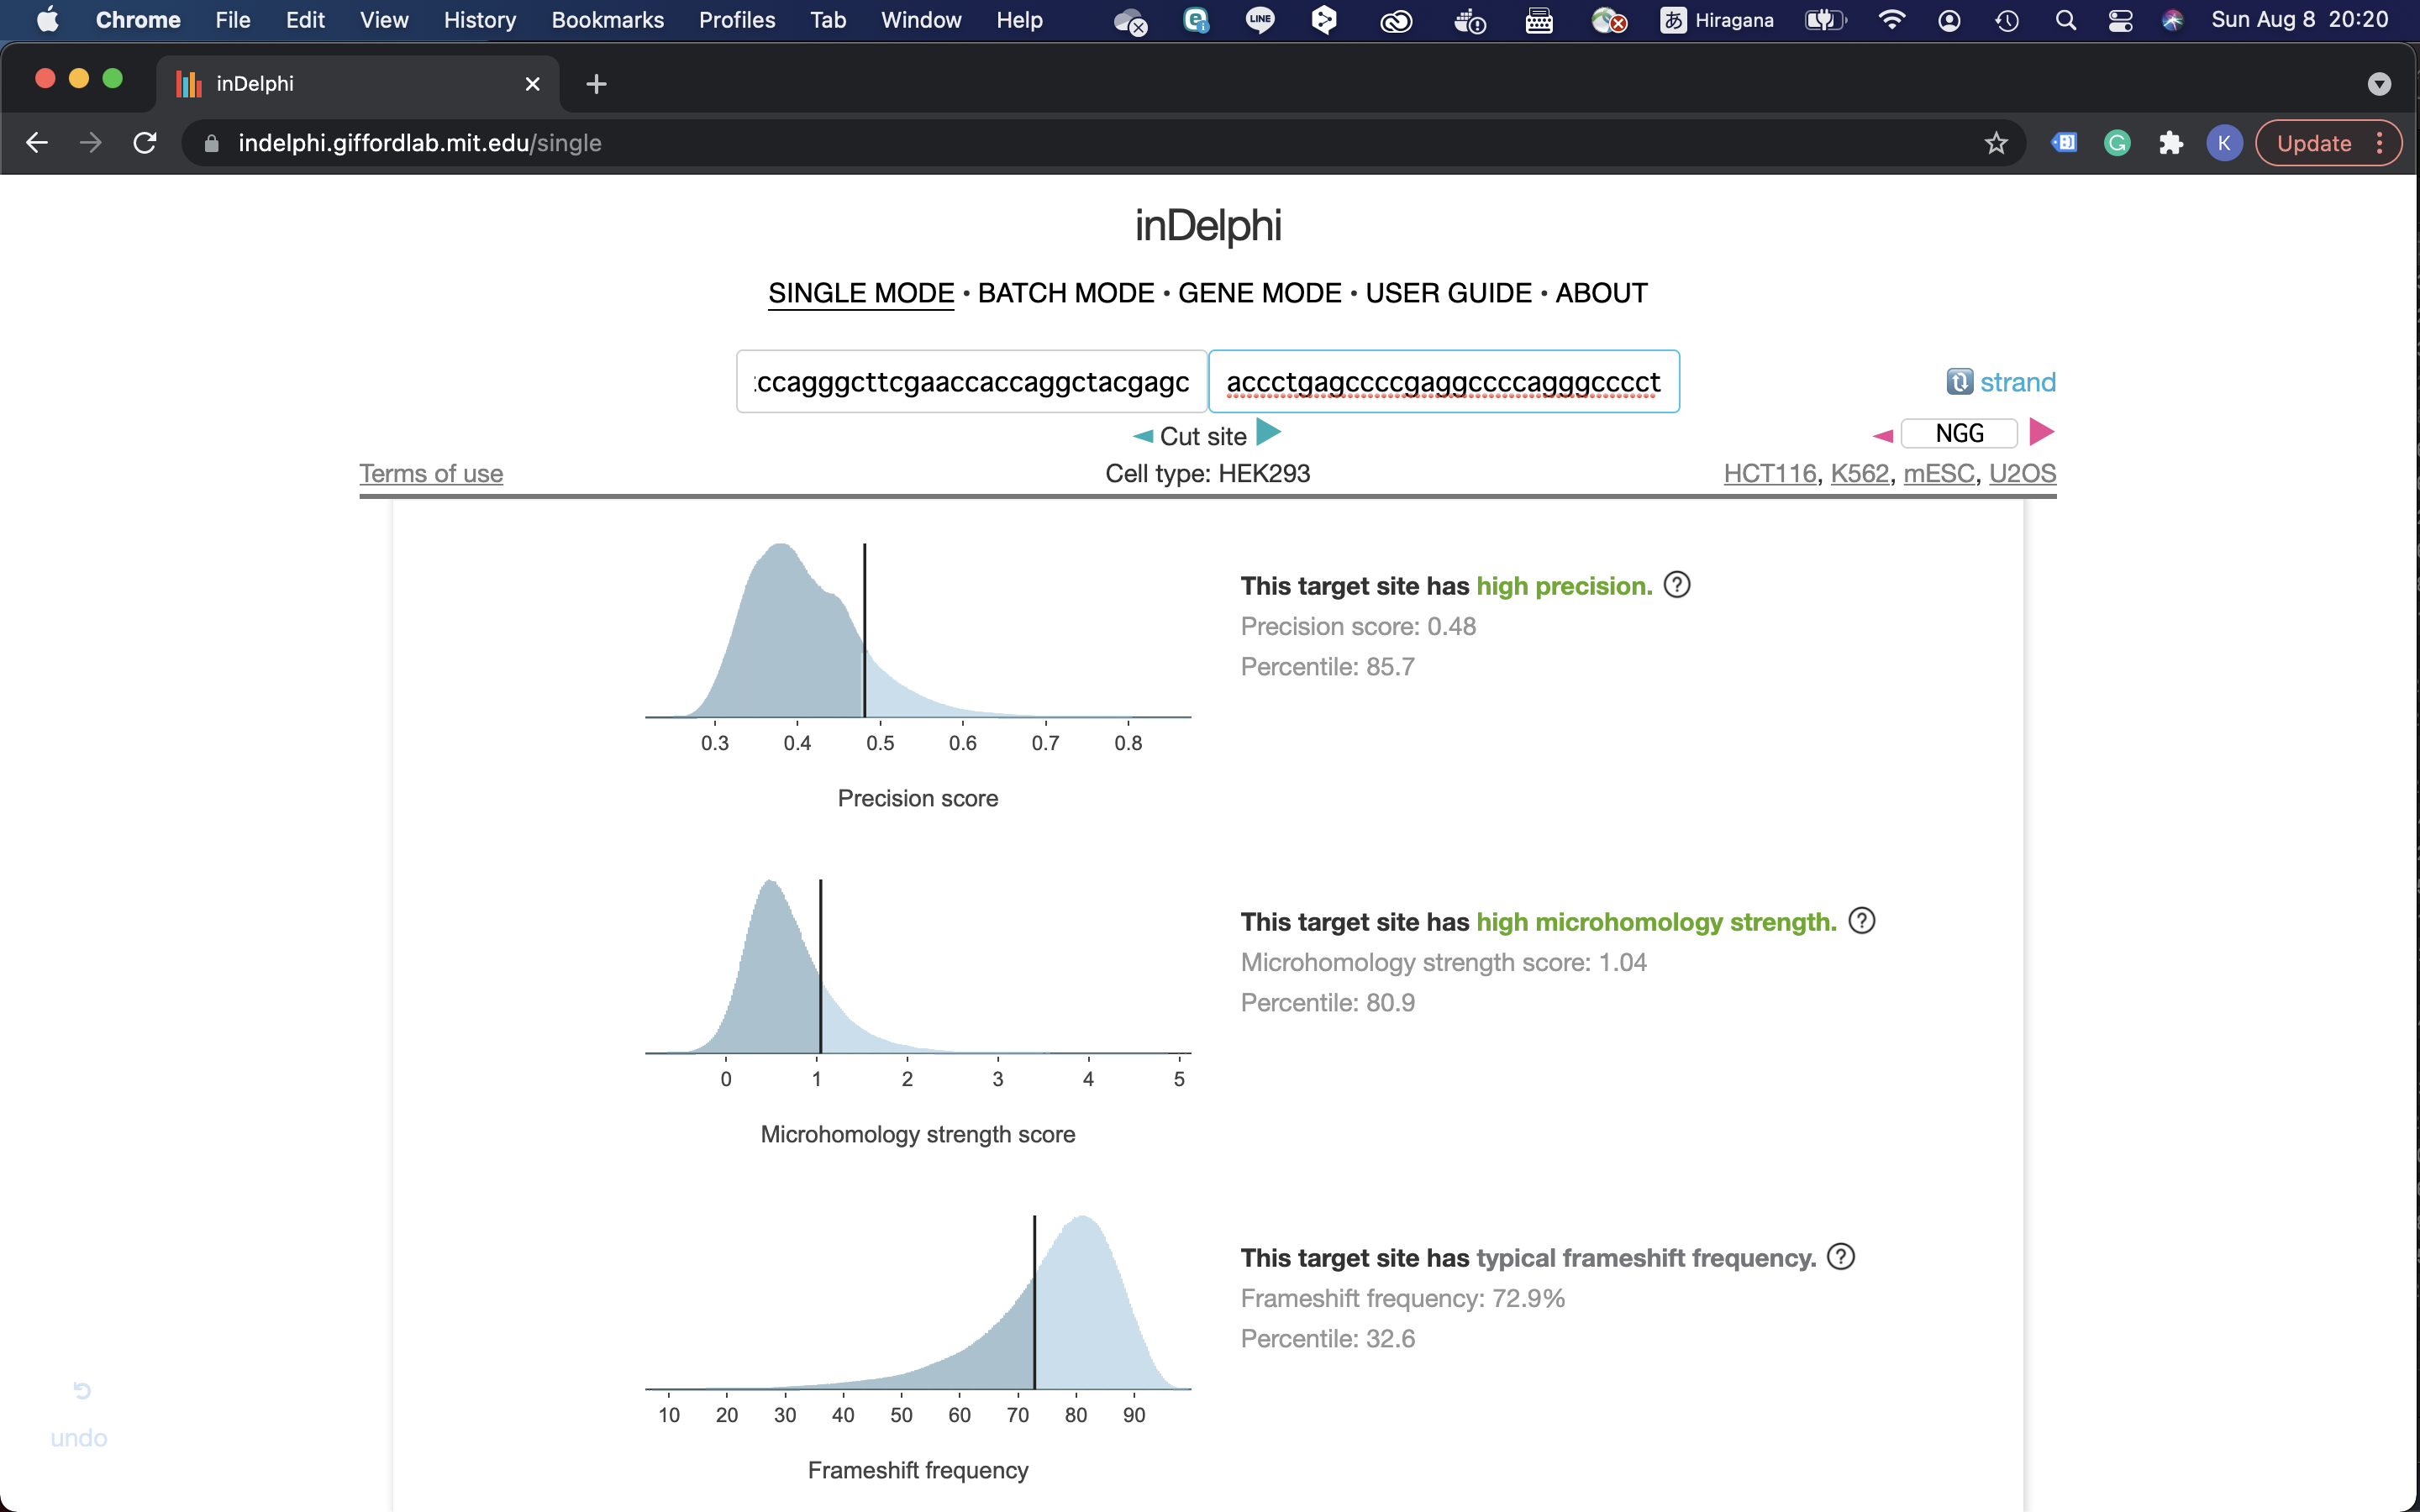 Chrome File Edit View History Bookmarks Profiles Tab Window Help LINE あ Hiragana Sun Aug 8 20:20
inDelphi
indelphi.giffordlab.mit.edu/single K Update
inDelphi
SINGLE MODE · BATCH MODE · GENE MODE · USER GUIDE · ABOUT
ccagggcttcgaaccaccaggctacgagc accctgagccccgaggccccagggcccct strand
Cut site NGG
Terms of use Cell type: HEK293 HCT116, K562, mESC, U2OS
This target site has high precision. ?
Precision score: 0.48
Percentile: 85.7
0.3 0.4 0.5 0.6 0.7 0.8
Precision score
This target site has high microhomology strength. ?
Microhomology strength score: 1.04
Percentile: 80.9
0 1 2 3 4 5
Microhomology strength score
This target site has typical frameshift frequency. ?
Frameshift frequency: 72.9%
Percentile: 32.6
10 20 30 40 50 60 70 80 90
Frameshift frequency
undo